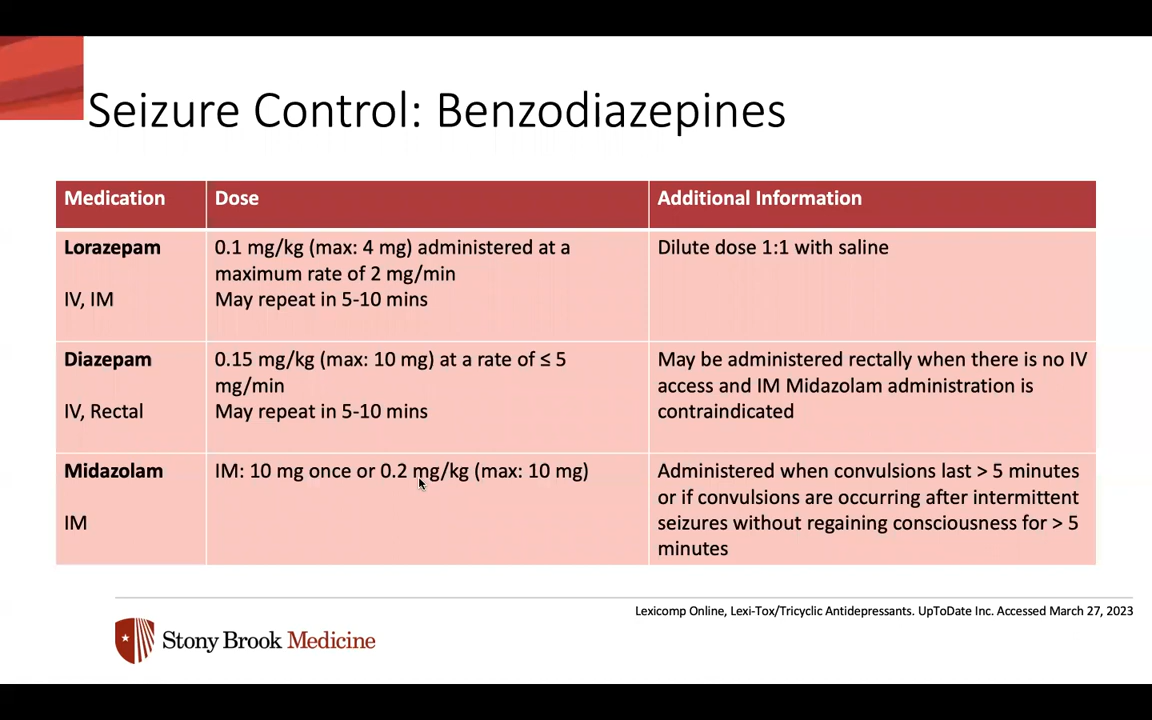 Seizure Control: Benzodiazepines
Medication
Dose
Additional Information
Lorazepam
IV, IM
0.1 mg/kg (max: 4 mg) administered at a
maximum rate of 2 mg/min
May repeat in 5-10 mins
Dilute dose 1:1 with saline
Diazepam
IV, Rectal
0.15 mg/kg (max: 10 mg) at a rate of ≤ 5
mg/min
May repeat in 5-10 mins
May be administered rectally when there is no IV
access and IM Midazolam administration is
contraindicated
Midazolam
IM
IM: 10 mg once or 0.2 mg/kg (max: 10 mg)
Administered when convulsions last > 5 minutes
or if convulsions are occurring after intermittent
seizures without regaining consciousness for > 5
minutes
Lexicomp Online, Lexi-Tox/Tricyclic Antidepressants. UpToDate Inc. Accessed March 27, 2023
Stony Brook Medicine